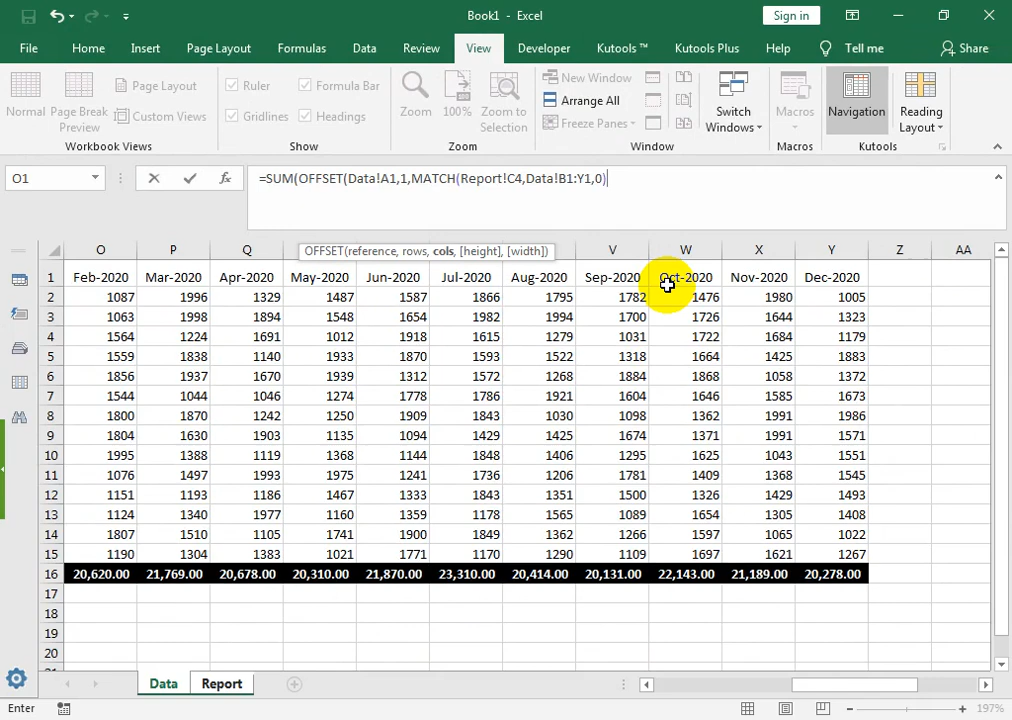 Book1 - Excel
Sign in
File Home Insert Page Layout Formulas Data Review View Developer Kutools ™ Kutools Plus Help Tell me Share
Normal Page Break Preview Page Layout Custom Views
Workbook Views
Ruler Formula Bar
Gridlines Headings
Show
Zoom 100% Zoom to Selection
Zoom
New Window
Arrange All
Freeze Panes
Switch Windows
Window
Macros
Macros
Navigation Reading Layout
Kutools
O1 fx =SUM(OFFSET(Data!A1,1,MATCH(Report!C4,Data!B1:Y1,0)
OFFSET(reference, rows, cols, [height], [width])
O P Q V W X Y Z AA
1 Feb-2020 Mar-2020 Apr-2020 May-2020 Jun-2020 Jul-2020 Aug-2020 Sep-2020 Oct-2020 Nov-2020 Dec-2020
2 1087 1996 1329 1487 1587 1866 1795 1782 1476 1980 1005
3 1063 1998 1894 1548 1654 1982 1994 1700 1726 1644 1323
4 1564 1224 1691 1012 1918 1615 1279 1031 1722 1684 1179
5 1559 1838 1140 1933 1870 1593 1522 1318 1664 1425 1883
6 1856 1937 1670 1939 1312 1572 1268 1884 1868 1058 1372
7 1544 1044 1046 1274 1778 1786 1921 1604 1646 1585 1673
8 1800 1870 1242 1250 1909 1843 1030 1098 1362 1991 1986
9 1804 1630 1903 1135 1094 1429 1425 1674 1371 1991 1571
10 1995 1388 1119 1368 1144 1848 1406 1295 1625 1043 1551
11 1076 1497 1993 1975 1241 1736 1206 1781 1409 1368 1545
12 1151 1193 1186 1467 1333 1843 1351 1500 1326 1429 1493
13 1124 1340 1977 1160 1359 1178 1565 1089 1654 1305 1408
14 1807 1510 1105 1741 1900 1849 1362 1266 1597 1065 1022
15 1190 1304 1383 1021 1771 1170 1290 1109 1697 1621 1267
16 20,620.00 21,769.00 20,678.00 20,310.00 21,870.00 23,310.00 20,414.00 20,131.00 22,143.00 21,189.00 20,278.00
17
18
19
20
Data Report
Enter 197%